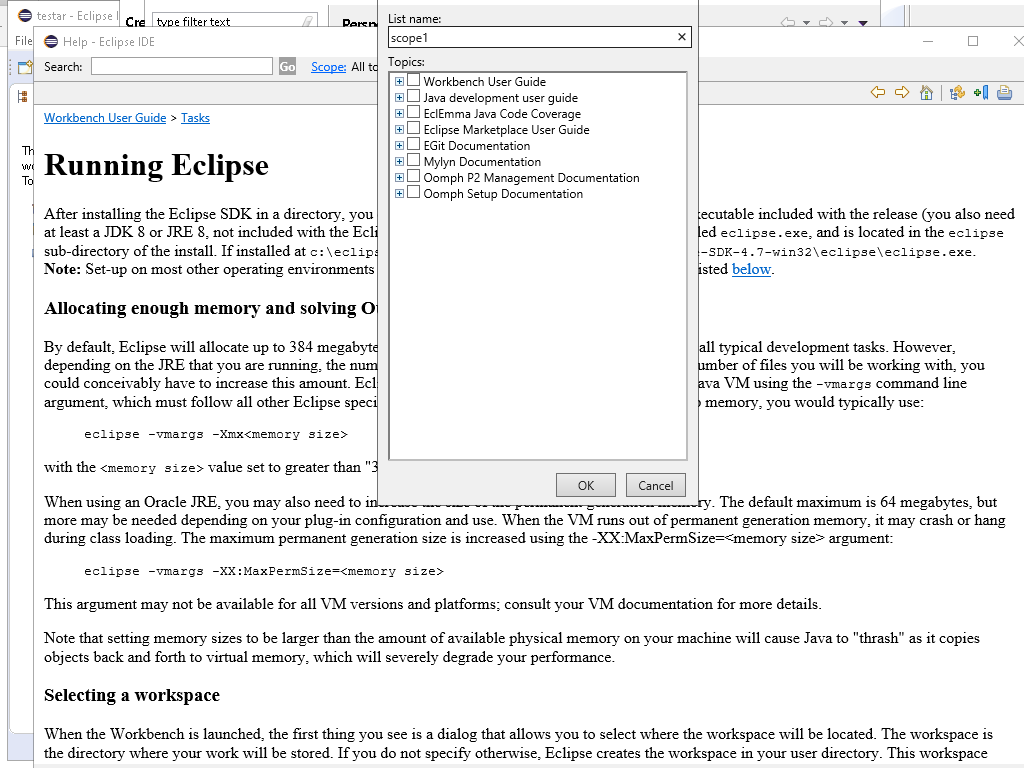 testar - Eclipse I
Cre
type filter text
Persp
File
Help - Eclipse IDE
Search:
Go
Scope: All to
List name:
scope1
Topics:
Workbench User Guide
Java development user guide
EclEmma Java Code Coverage
Eclipse Marketplace User Guide
EGit Documentation
Mylyn Documentation
Oomph P2 Management Documentation
Oomph Setup Documentation
OK
Cancel
Th
wo
To
Workbench User Guide > Tasks
Running Eclipse
After installing the Eclipse SDK in a directory, you xecutable included with the release (you also need
at least a JDK 8 or JRE 8, not included with the Ecli led eclipse.exe, and is located in the eclipse
sub-directory of the install. If installed at c:\eclips e-SDK-4.7-win32\eclipse\eclipse.exe.
Note: Set-up on most other operating environments isted below.
Allocating enough memory and solving O
By default, Eclipse will allocate up to 384 megabyte all typical development tasks. However,
depending on the JRE that you are running, the num umber of files you will be working with, you
could conceivably have to increase this amount. Ecl ava VM using the -vmargs command line
argument, which must follow all other Eclipse speci memory, you would typically use:
eclipse -vmargs -Xmx<memory size>
with the <memory size> value set to greater than "3
When using an Oracle JRE, you may also need to increase the size of the permanent generation memory. The default maximum is 64 megabytes, but
more may be needed depending on your plug-in configuration and use. When the VM runs out of permanent generation memory, it may crash or hang
during class loading. The maximum permanent generation size is increased using the -XX:MaxPermSize=<memory size> argument:
eclipse -vmargs -XX:MaxPermSize=<memory size>
This argument may not be available for all VM versions and platforms; consult your VM documentation for more details.
Note that setting memory sizes to be larger than the amount of available physical memory on your machine will cause Java to "thrash" as it copies
objects back and forth to virtual memory, which will severely degrade your performance.
Selecting a workspace
When the Workbench is launched, the first thing you see is a dialog that allows you to select where the workspace will be located. The workspace is
the directory where your work will be stored. If you do not specify otherwise, Eclipse creates the workspace in your user directory. This workspace